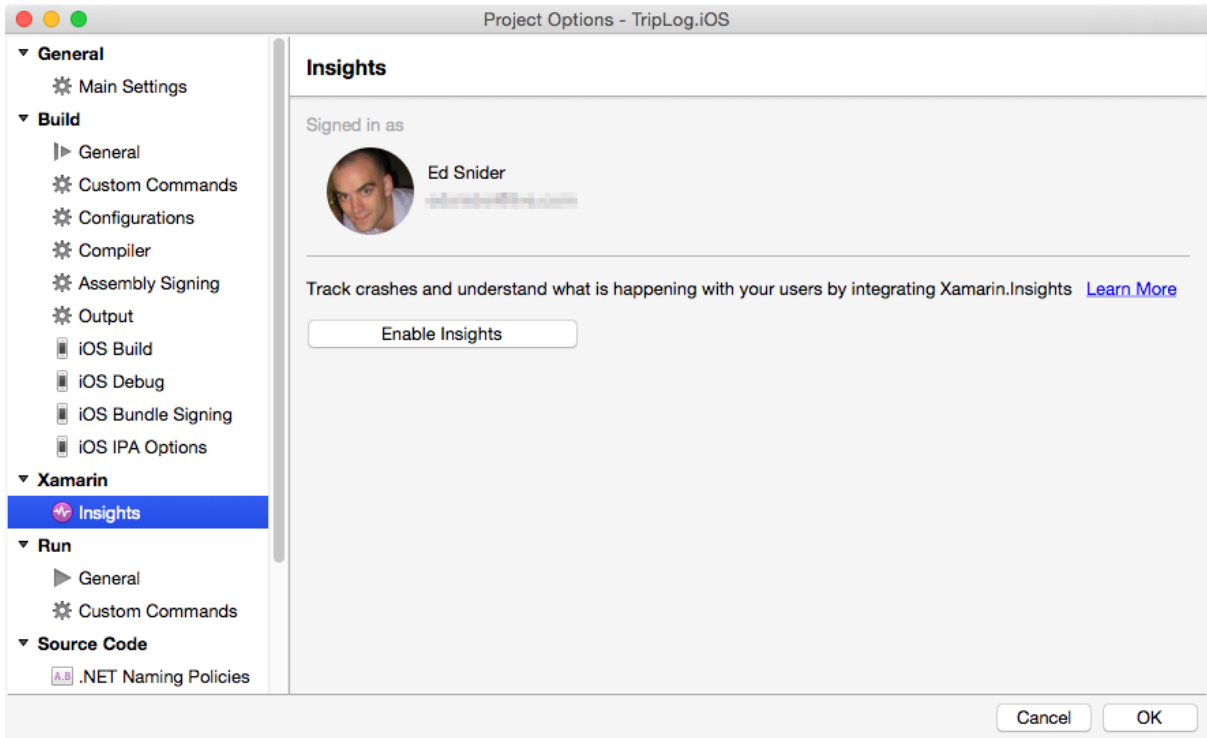 Project Options - TripLog.iOS
General
Main Settings
Build
General
Custom Commands
Configurations
Compiler
Assembly Signing
Output
iOS Build
iOS Debug
iOS Bundle Signing
iOS IPA Options
Xamarin
Insights
Run
General
Custom Commands
Source Code
A.B .NET Naming Policies
Insights
Signed in as
Ed Snider
Track crashes and understand what is happening with your users by integrating Xamarin.Insights Learn More
Enable Insights
Cancel OK